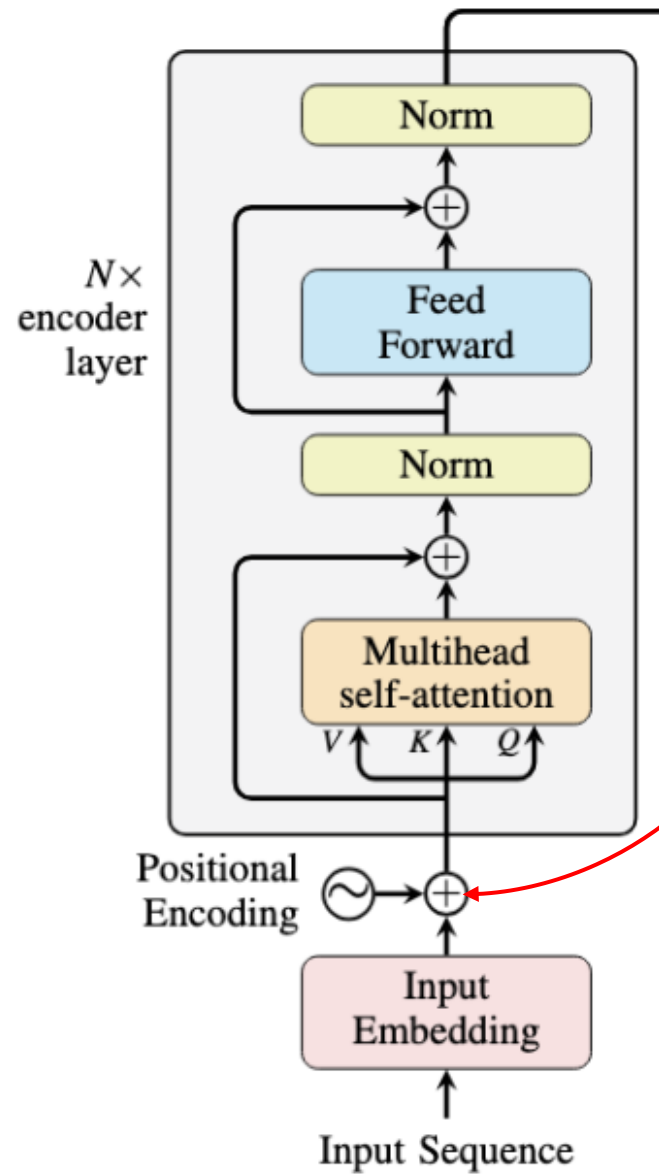 Norm
N×
encoder
layer
Feed
Forward
Norm
Multihead
self-attention
V K Q
Positional
Encoding
Input
Embedding
Input Sequence